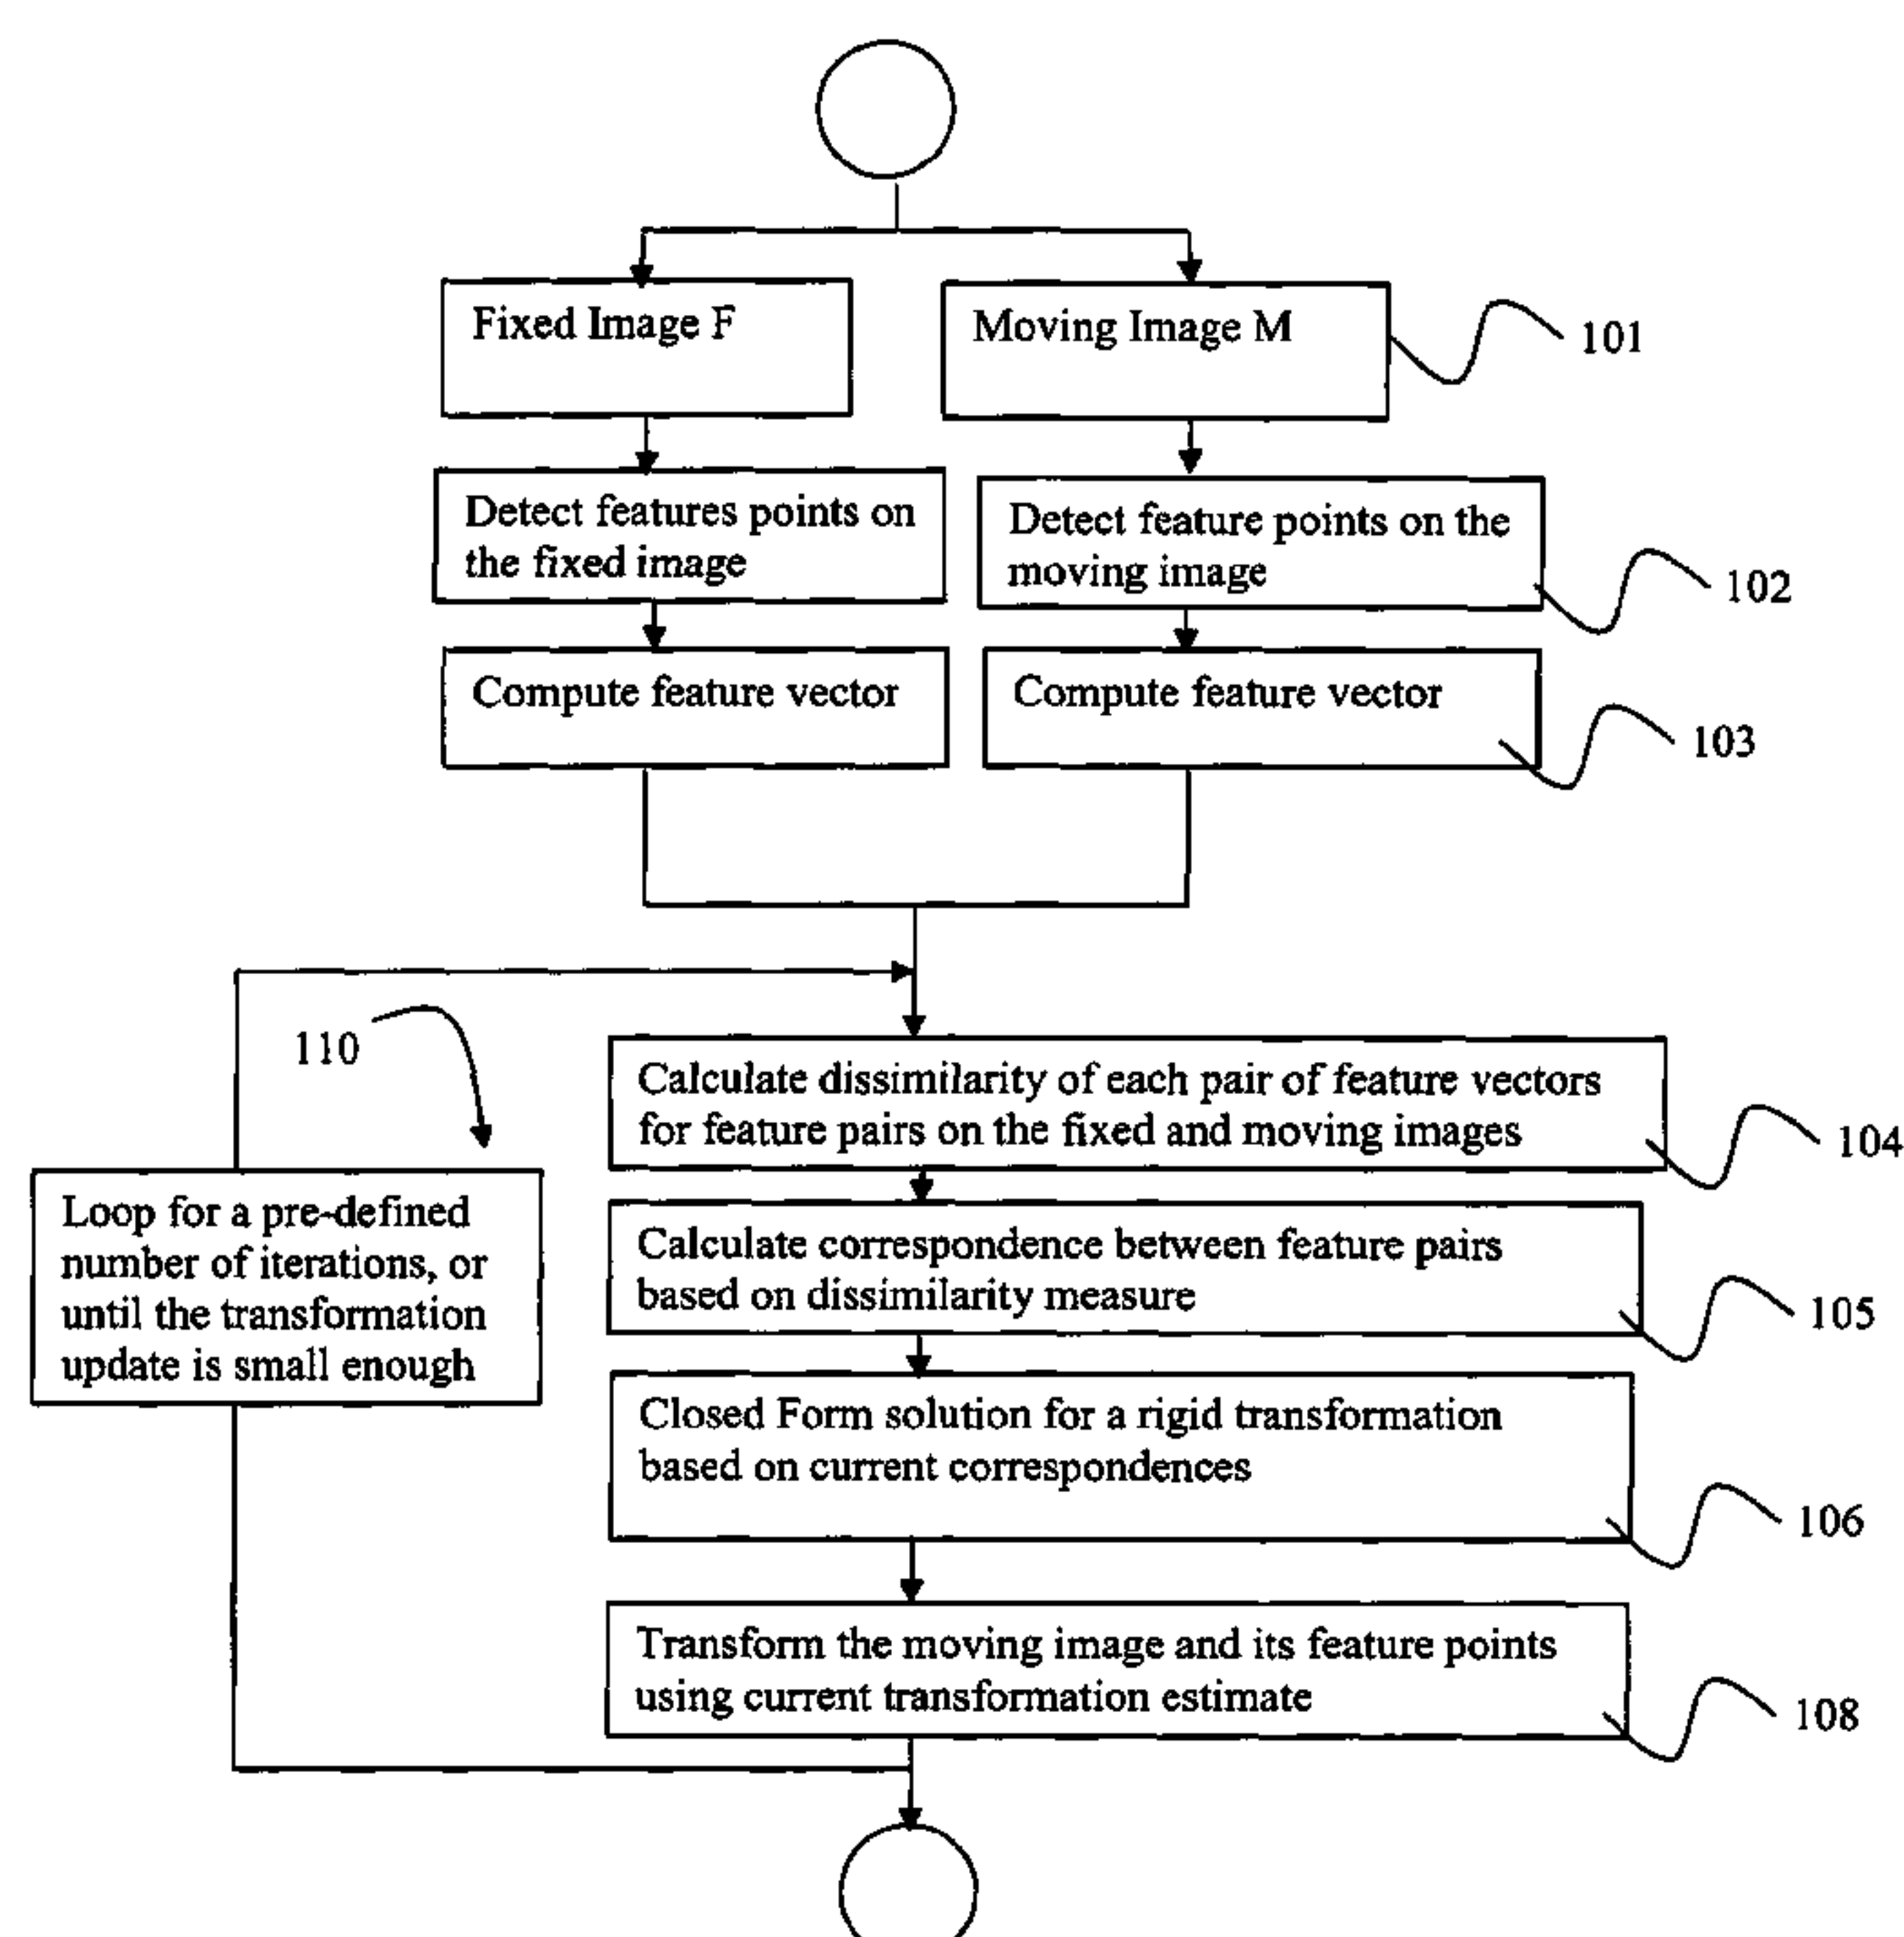 Fixed Image F
Moving Image M
101
Detect features points on
the fixed image
Detect feature points on the
moving image
102
Compute feature vector
Compute feature vector
103
110
Calculate dissimilarity of each pair of feature vectors
for feature pairs on the fixed and moving images
104
Loop for a pre-defined
number of iterations, or
until the transformation
update is small enough
Calculate correspondence between feature pairs
based on dissimilarity measure
105
Closed Form solution for a rigid transformation
based on current correspondences
106
Transform the moving image and its feature points
using current transformation estimate
108